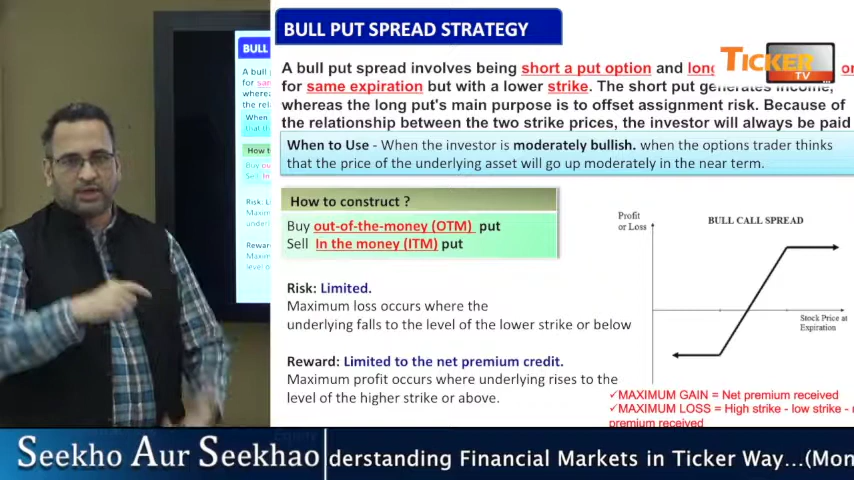 BULL PUT SPREAD STRATEGY
TICKER
TV
A bull put spread involves being short a put option and
for same expiration but with a lower strike. The short put generates income,
whereas the long put's main purpose is to offset assignment risk. Because of
the relationship between the two strike prices, the investor will always be paid
When to Use - When the investor is moderately bullish. when the options trader thinks
that the price of the underlying asset will go up moderately in the near term.
How to construct ?
Buy out-of-the-money (OTM) put
Sell In the money (ITM) put
Risk: Limited.
Maximum loss occurs where the
underlying falls to the level of the lower strike or below
Reward: Limited to the net premium credit.
Maximum profit occurs where underlying rises to the
level of the higher strike or above.
Profit
or Loss
BULL CALL SPREAD
Stock Price at
Expiration
✓MAXIMUM GAIN = Net premium received
✓MAXIMUM LOSS = High strike - low strike -
premium received
BULL
A bull
for
When
How
Buy
Sell
Risk:
Seekho Aur Seekhao
derstanding Financial Markets in Ticker Way...(Mon